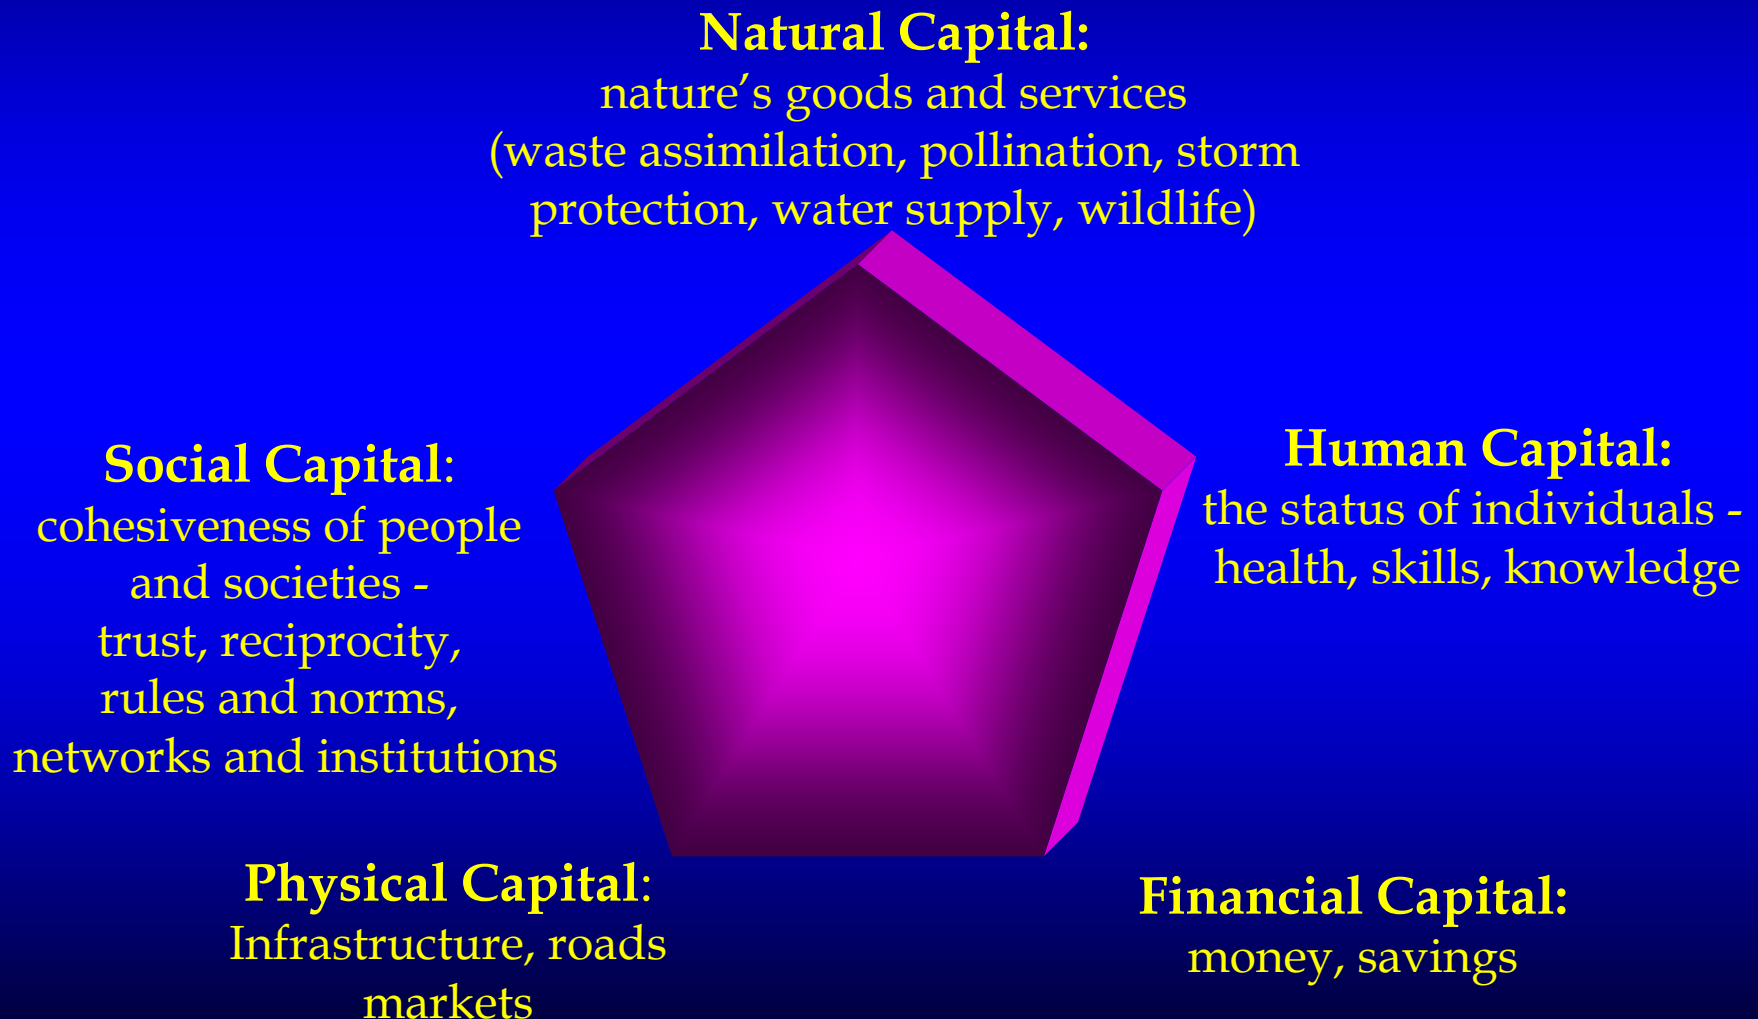 Natural Capital:
nature’s goods and services
(waste assimilation, pollination, storm
protection, water supply, wildlife)
Social Capital:
cohesiveness of people
and societies -
trust, reciprocity,
rules and norms,
networks and institutions
Human Capital:
the status of individuals -
health, skills, knowledge
Physical Capital:
Infrastructure, roads
markets
Financial Capital:
money, savings